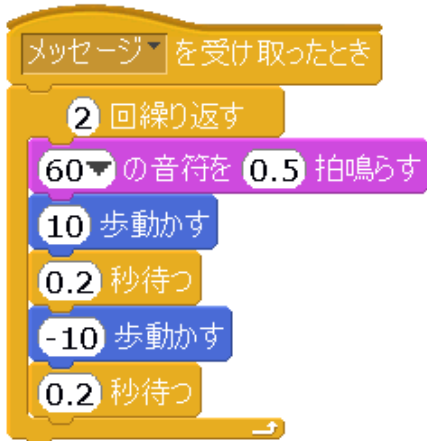 メッセージ を受け取ったとき
2 回繰り返す
60 の音符を 0.5 拍鳴らす
10 歩動かす
0.2 秒待つ
-10 歩動かす
0.2 秒待つ